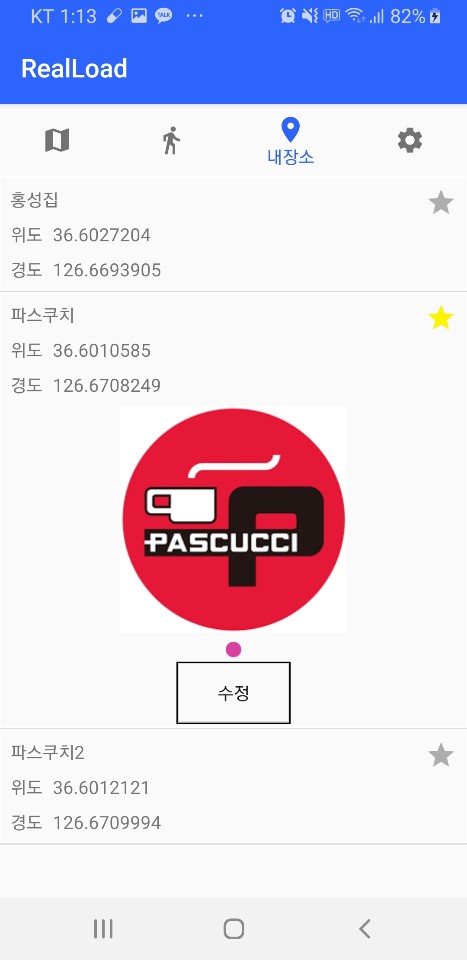 KT 1:13 TALK HD 82%
RealLoad
내장소
홍성집
위도 36.6027204
경도 126.6693905
파스쿠치
위도 36.6010585
경도 126.6708249
PASCUCCI
수정
파스쿠치2
위도 36.6012121
경도 126.6709994